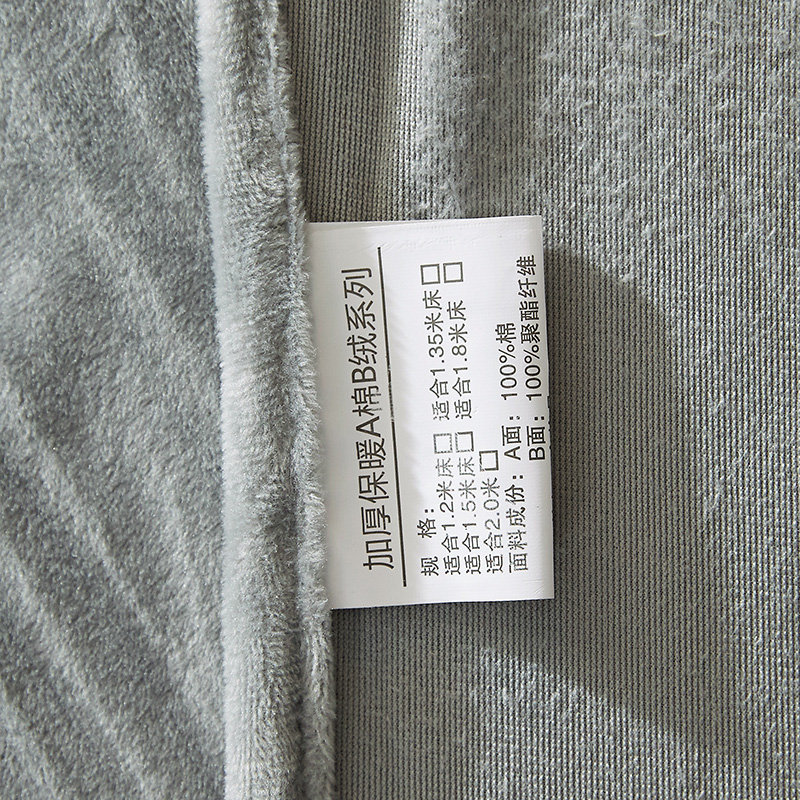 加厚保暖A棉B绒系列
规 格：
适合1.2米床□ 适合1.35米床□
适合1.5米床□ 适合1.8米床□
适合2.0米□
面料成份：A面：100%棉
B面：100%聚酯纤维